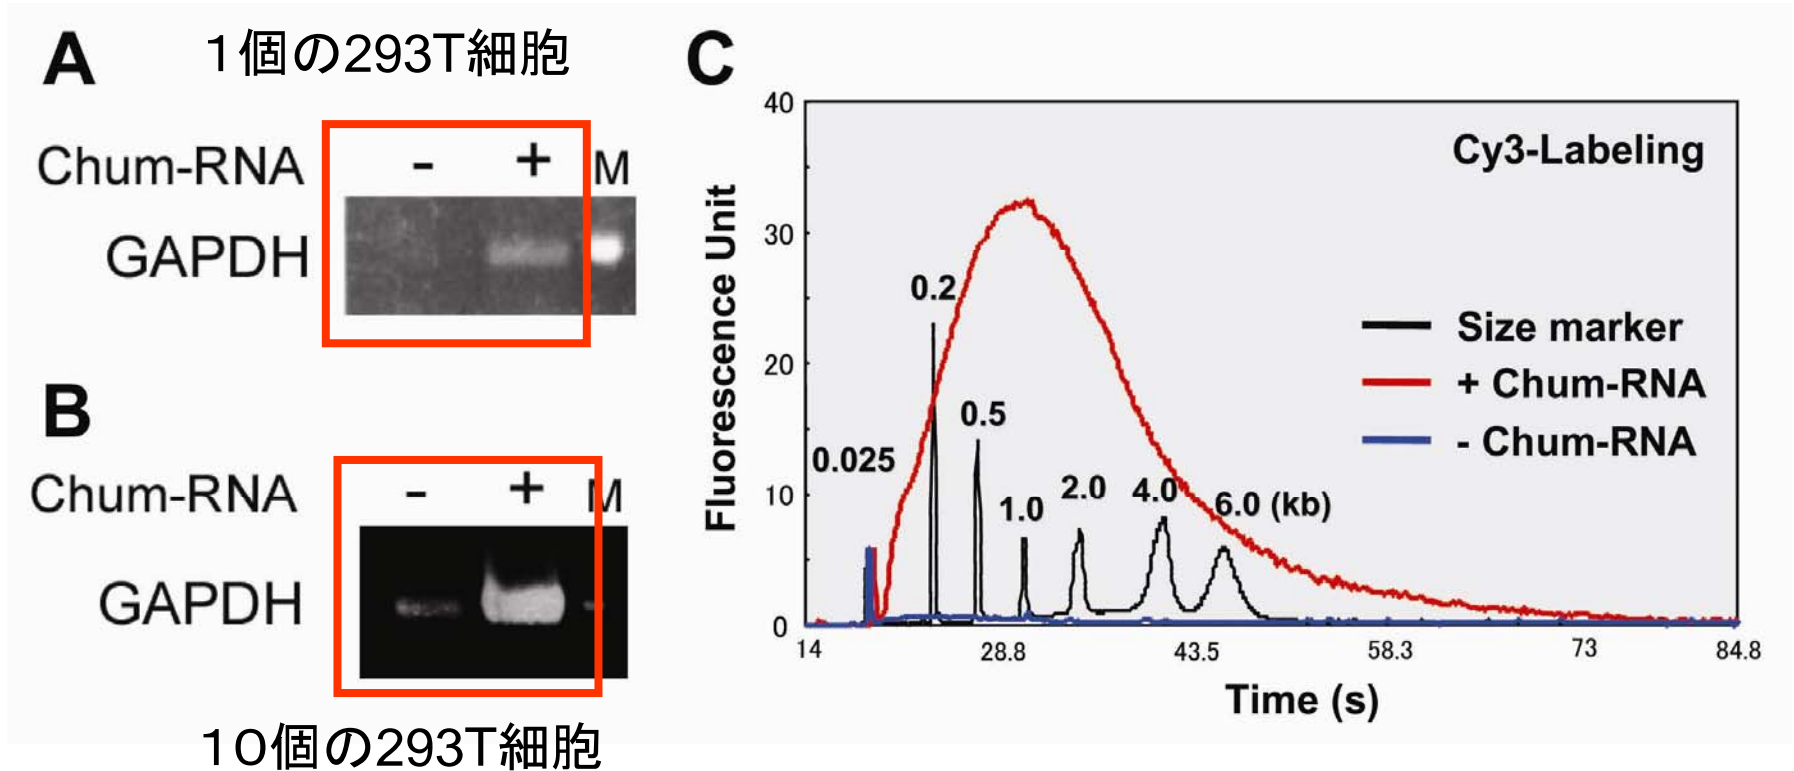 A
1個の293T細胞
Chum-RNA - + M
GAPDH
B
Chum-RNA - + M
GAPDH
10個の293T細胞
C
Fluorescence Unit
40
30
20
10
0
Cy3-Labeling
0.025
0.2
0.5
1.0
2.0
4.0
6.0 (kb)
Size marker
+ Chum-RNA
- Chum-RNA
14 28.8 43.5 58.3 73 84.8
Time (s)